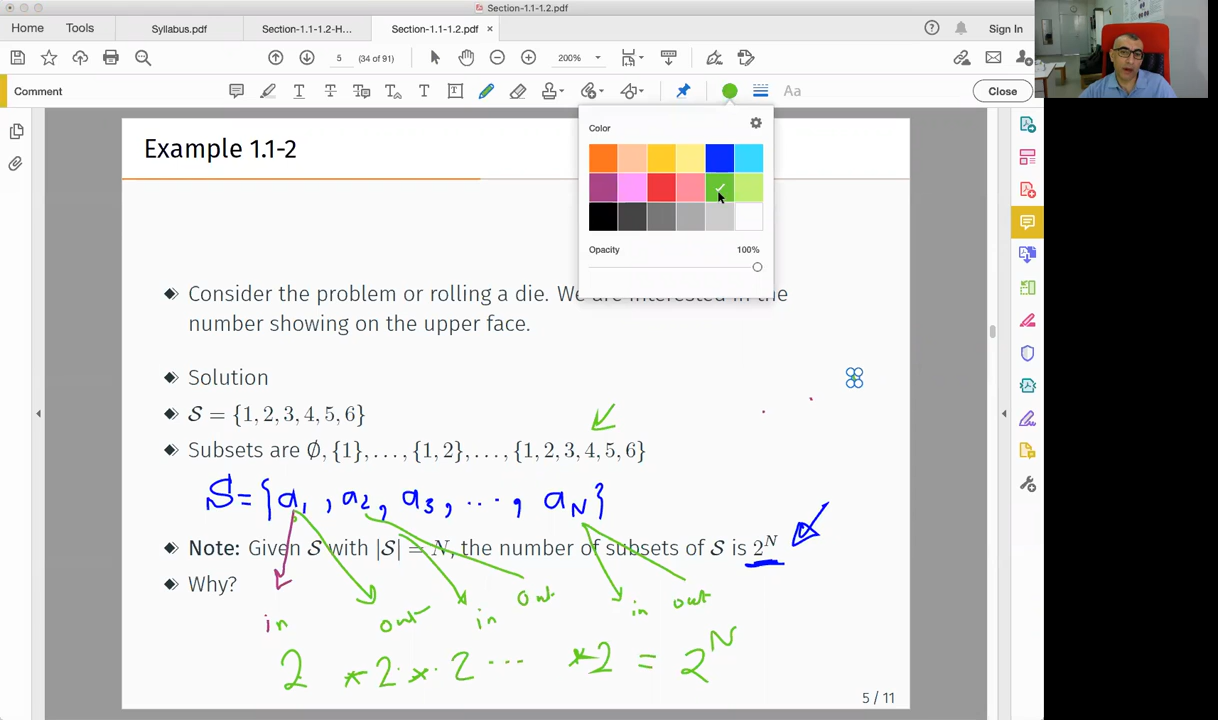 Section-1.1-1.2.pdf
Home Tools Syllabus.pdf Section-1.1-1.2-H... Section-1.1-1.2.pdf × Sign In
5 (34 of 91) 200%
Comment Aa Close
Color
Opacity 100%
Example 1.1-2
Consider the problem or rolling a die. We are interested in the
number showing on the upper face.
Solution
S = {1, 2, 3, 4, 5, 6}
Subsets are ∅, {1}, . . . , {1, 2}, . . . , {1, 2, 3, 4, 5, 6}
S = {a₁, a₂, a₃, ..., a_N}
Note: Given S with |S| = N, the number of subsets of S is 2^N
Why?
in out in out in out
2 * 2 * 2 ... * 2 = 2^N
5 / 11